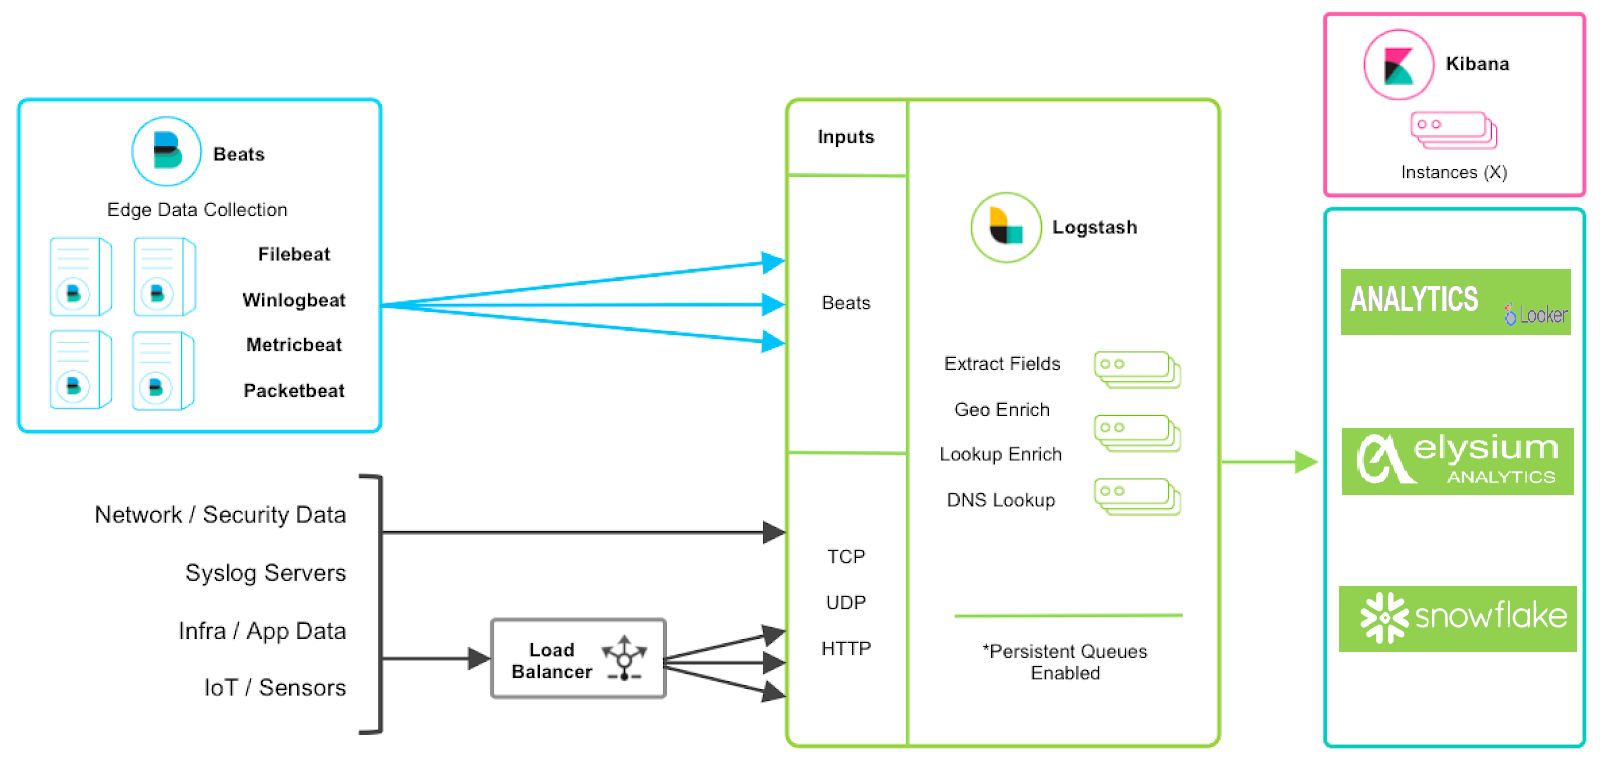 Beats
Edge Data Collection
Filebeat
Winlogbeat
Metricbeat
Packetbeat
Network / Security Data
Syslog Servers
Infra / App Data
IoT / Sensors
Load
Balancer
Inputs
Beats
TCP
UDP
HTTP
Logstash
Extract Fields
Geo Enrich
Lookup Enrich
DNS Lookup
*Persistent Queues
Enabled
Kibana
Instances (X)
ANALYTICS
Looker
elysium
ANALYTICS
snowflake